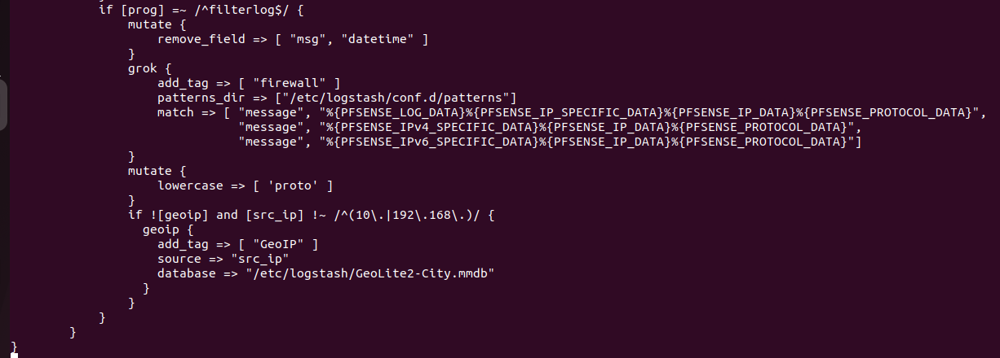 if [prog] =~ /^filterlog$/ {
mutate {
remove_field => [ "msg", "datetime" ]
}
grok {
add_tag => [ "firewall" ]
patterns_dir => ["/etc/logstash/conf.d/patterns"]
match => [ "message", "%{PFSENSE_LOG_DATA}%{PFSENSE_IP_SPECIFIC_DATA}%{PFSENSE_IP_DATA}%{PFSENSE_PROTOCOL_DATA}",
"message", "%{PFSENSE_IPv4_SPECIFIC_DATA}%{PFSENSE_IP_DATA}%{PFSENSE_PROTOCOL_DATA}",
"message", "%{PFSENSE_IPv6_SPECIFIC_DATA}%{PFSENSE_IP_DATA}%{PFSENSE_PROTOCOL_DATA}"]
}
mutate {
lowercase => [ 'proto' ]
}
if ![geoip] and [src_ip] !~ /^(10\.|192\.168\.)/ {
geoip {
add_tag => [ "GeoIP" ]
source => "src_ip"
database => "/etc/logstash/GeoLite2-City.mmdb"
}
}
}
}
}